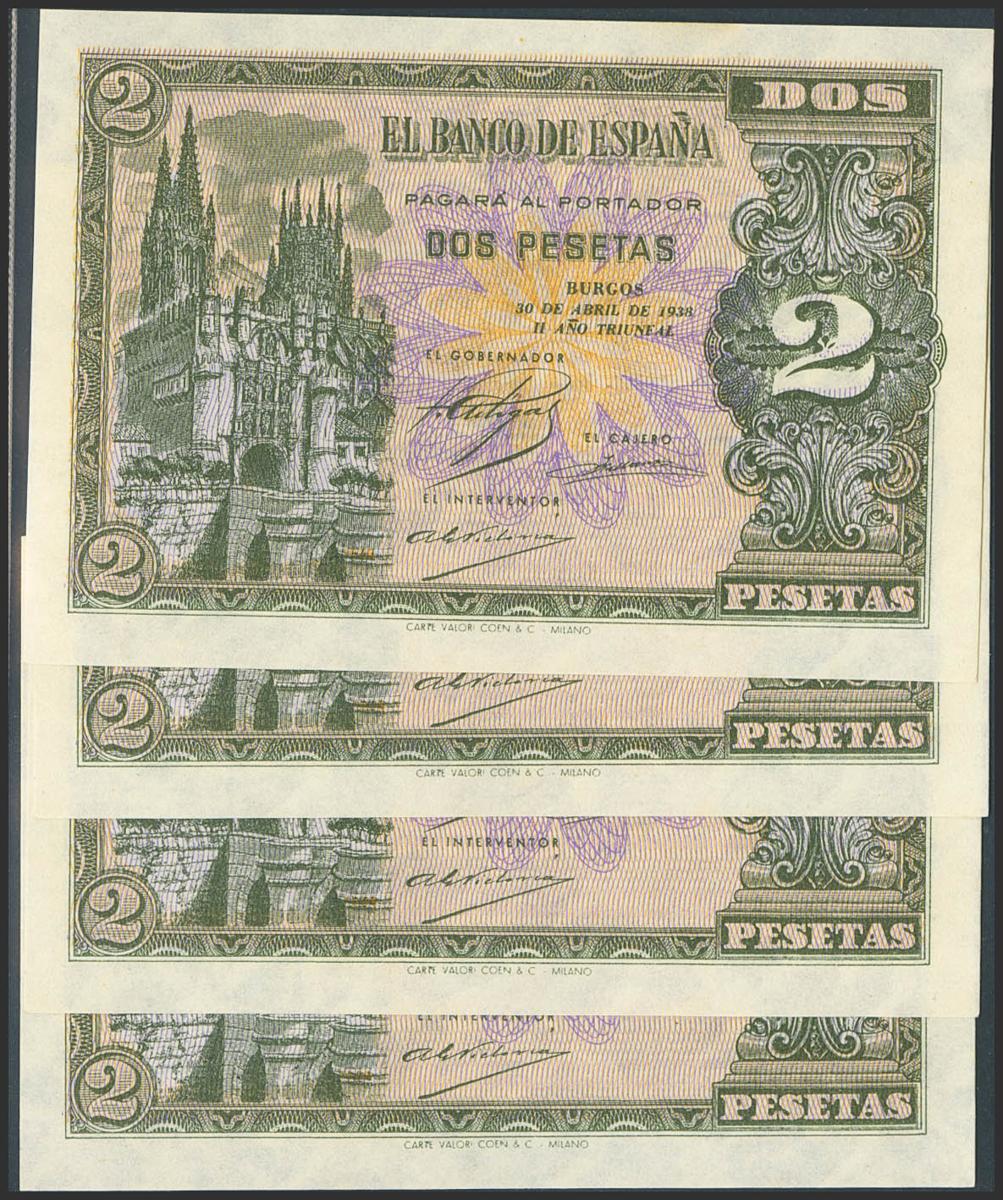 2 DOS
EL BANCO DE ESPAÑA
PAGARÁ AL PORTADOR
DOS PESETAS
BURGOS
30 DE ABRIL DE 1938
II AÑO TRIUNFAL
2
EL GOBERNADOR
EL CAJERO
EL INTERVENTOR,
2 PESETAS
CARTE VALORI COEN & C - MILANO
2 PESETAS
CARTE VALORI COEN & C - MILANO
EL INTERVENTOR,
2 PESETAS
CARTE VALORI COEN & C - MILANO
EL INTERVENTOR,
2 PESETAS
CARTE VALORI COEN & C - MILANO